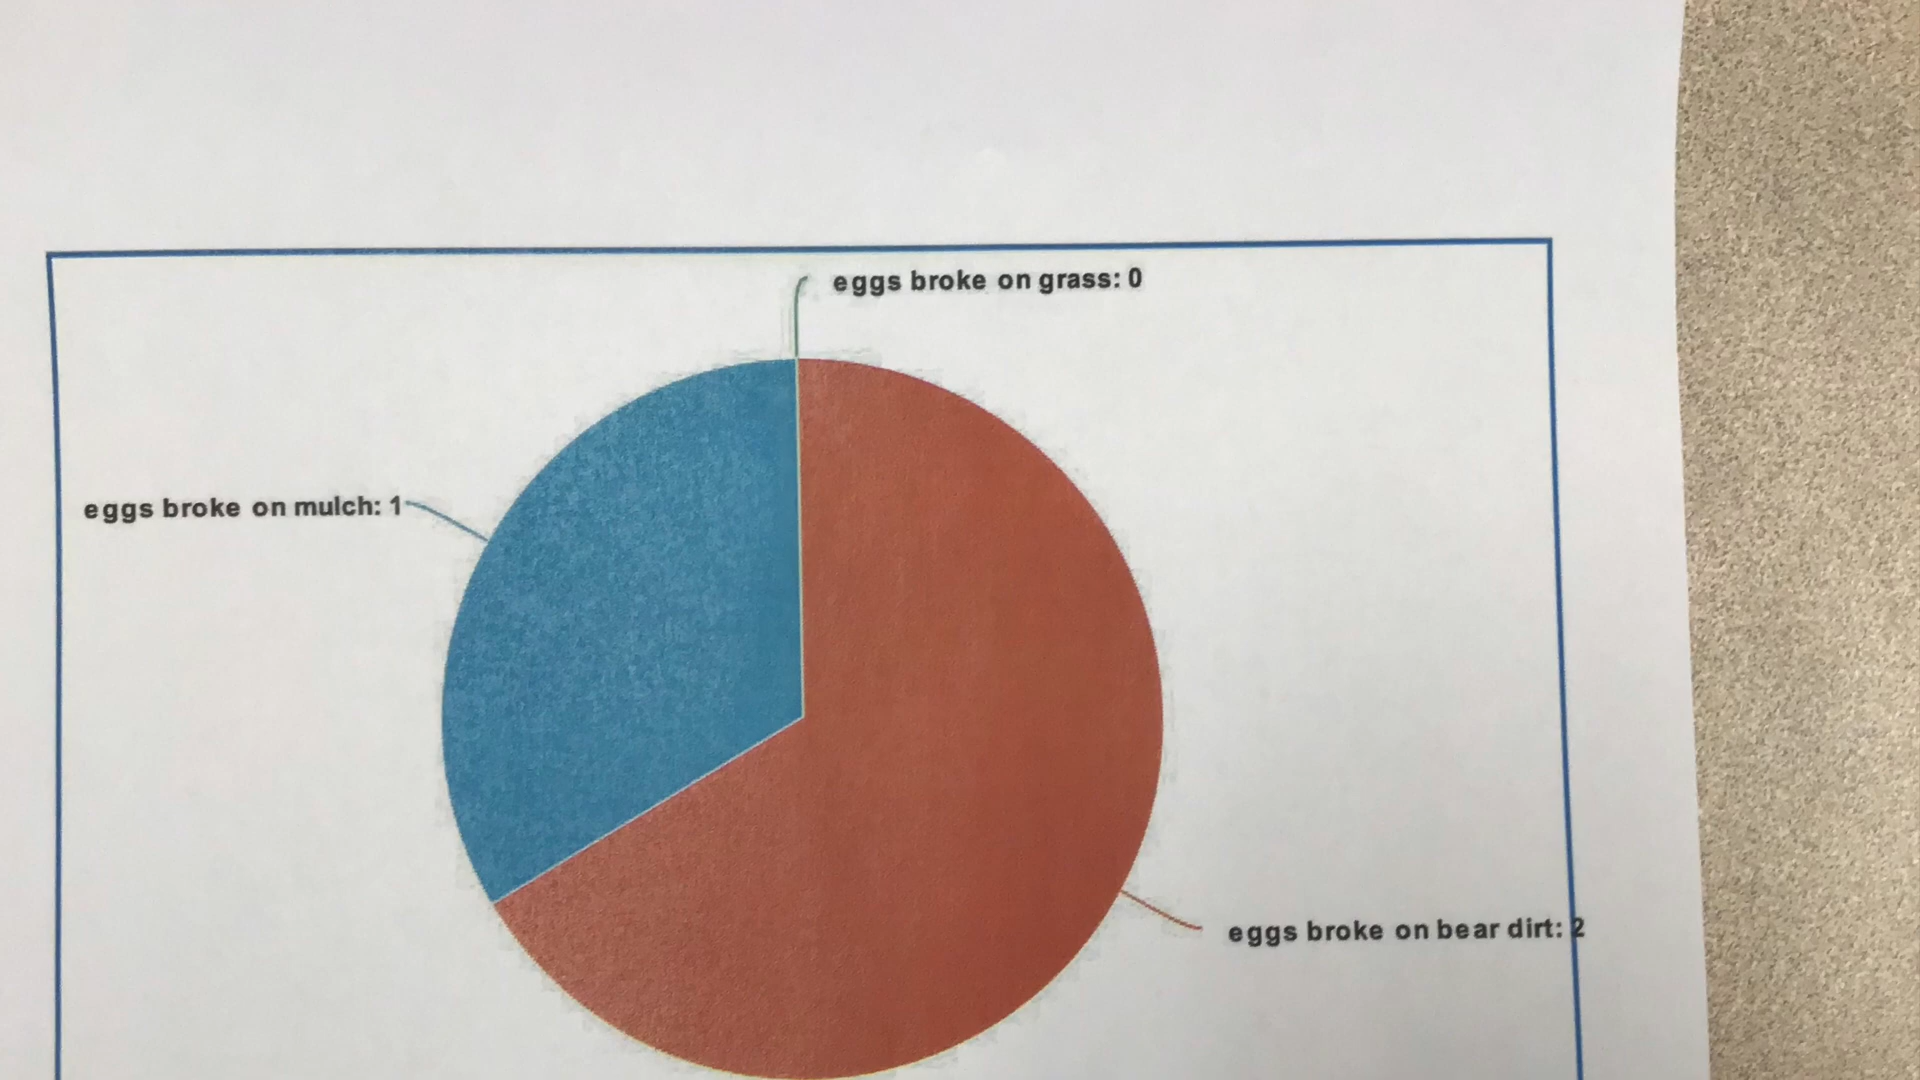 eggs broke on grass: 0
eggs broke on mulch: 1
eggs broke on bear dirt: 2